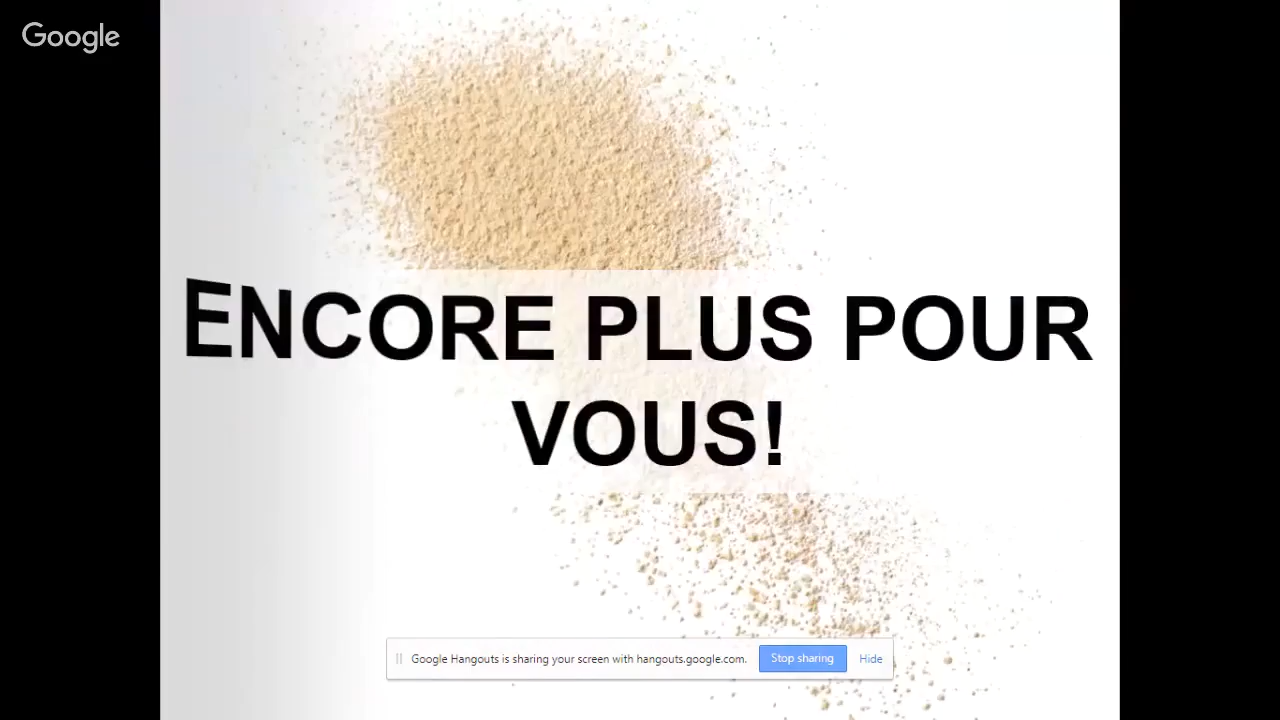 Google
ENCORE PLUS POUR
VOUS!
Google Hangouts is sharing your screen with hangouts.google.com.
Stop sharing
Hide